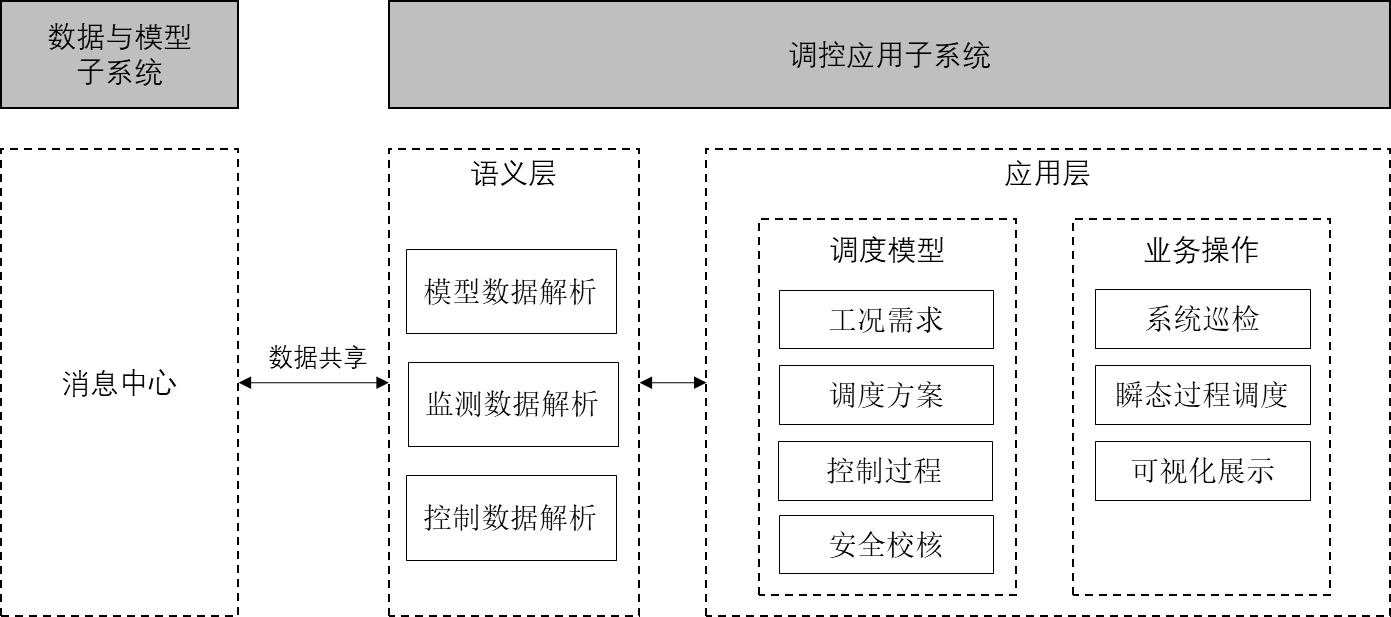 数据与模型
子系统
调控应用子系统
消息中心
数据共享
语义层
模型数据解析
监测数据解析
控制数据解析
应用层
调度模型
工况需求
调度方案
控制过程
安全校核
业务操作
系统巡检
瞬态过程调度
可视化展示